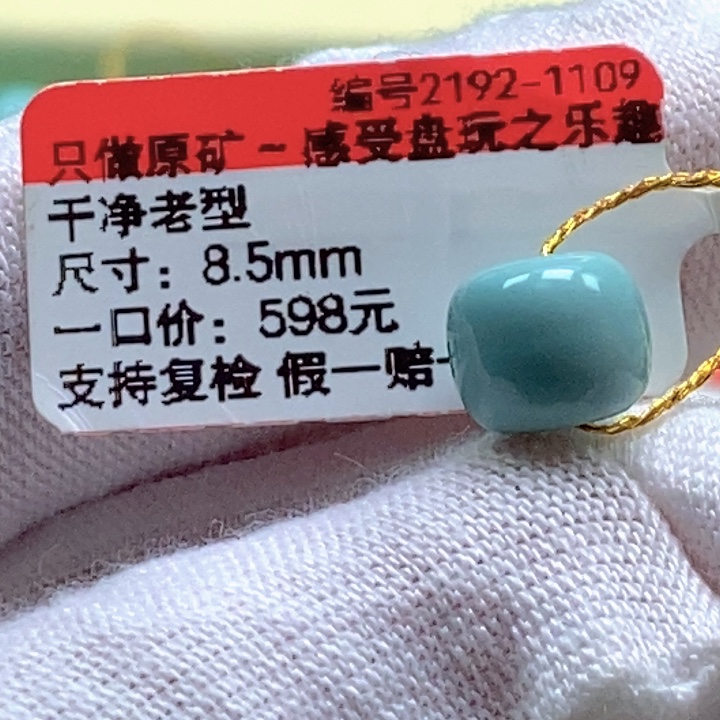 编号2192-1109
只做原矿-感受盘玩之乐趣
干净老型
尺寸：8.5mm
一口价：598元
支持复检 假一赔